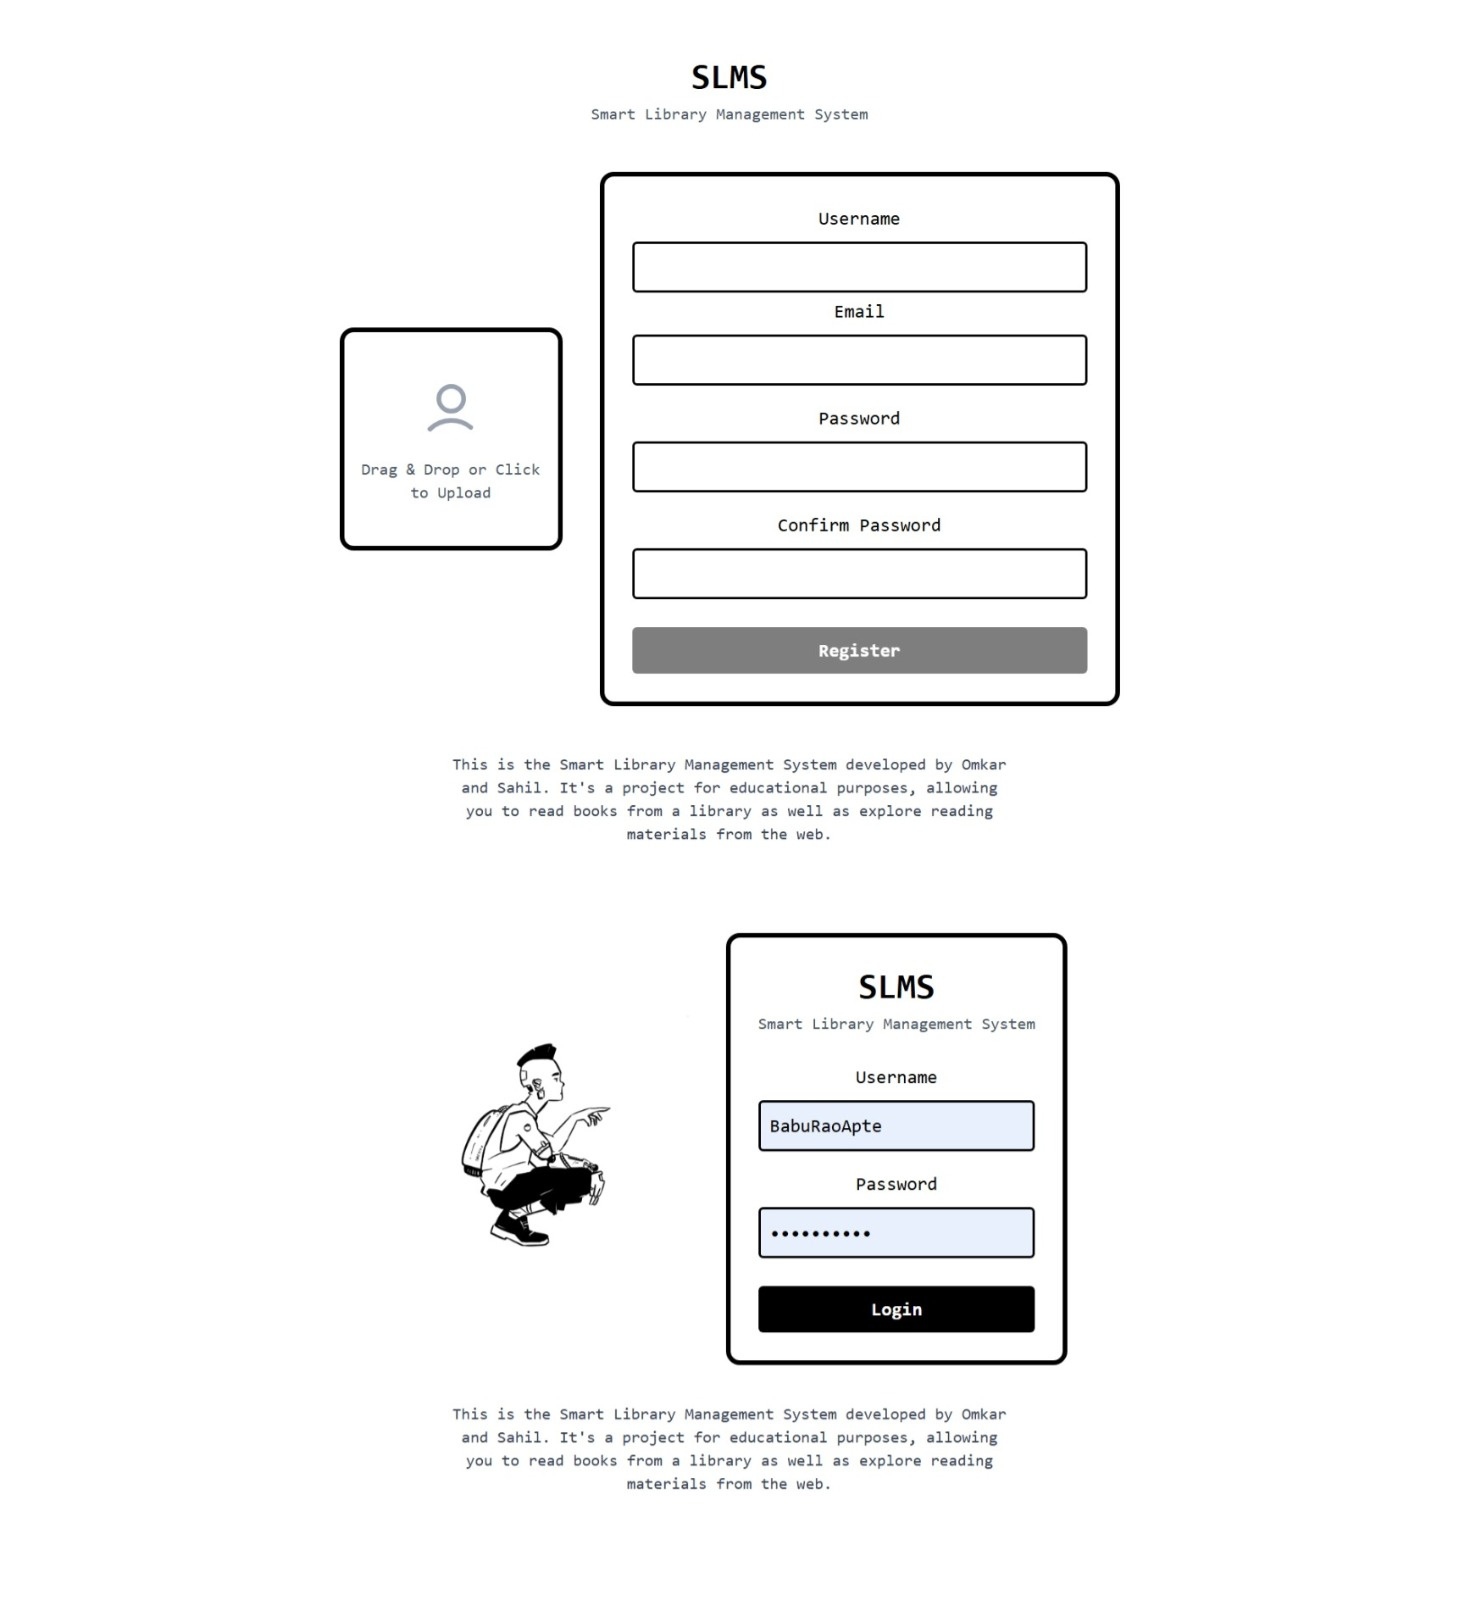 SLMS
Smart Library Management System
Username
Email
Drag & Drop or Click
to Upload
Password
Confirm Password
Register
This is the Smart Library Management System developed by Omkar
and Sahil. It's a project for educational purposes, allowing
you to read books from a library as well as explore reading
materials from the web.
SLMS
Smart Library Management System
Username
BabuRaoApte
Password
••••••••••
Login
This is the Smart Library Management System developed by Omkar
and Sahil. It's a project for educational purposes, allowing
you to read books from a library as well as explore reading
materials from the web.